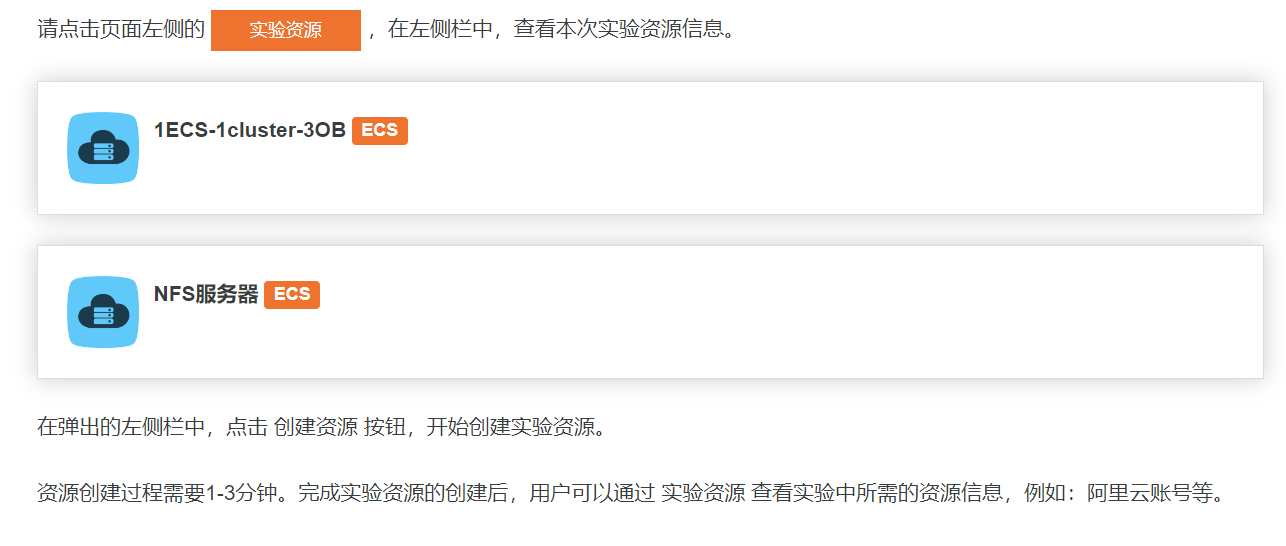 请点击页面左侧的 实验资源 ，在左侧栏中，查看本次实验资源信息。
1ECS-1cluster-3OB ECS
NFS服务器 ECS
在弹出的左侧栏中，点击 创建资源 按钮，开始创建实验资源。
资源创建过程需要1-3分钟。完成实验资源的创建后，用户可以通过 实验资源 查看实验中所需的资源信息，例如：阿里云账号等。